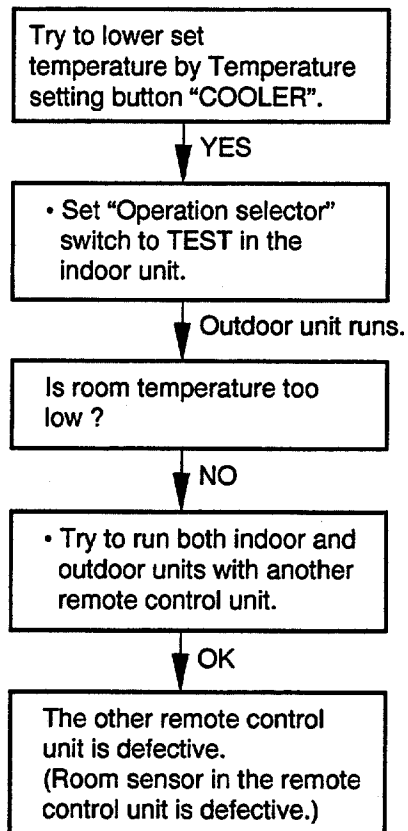 Try to lower set
temperature by Temperature
setting button “COOLER”.
YES
• Set “Operation selector”
switch to TEST in the
indoor unit.
Outdoor unit runs.
Is room temperature too
low ?
NO
• Try to run both indoor and
outdoor units with another
remote control unit.
OK
The other remote control
unit is defective.
(Room sensor in the remote
control unit is defective.)